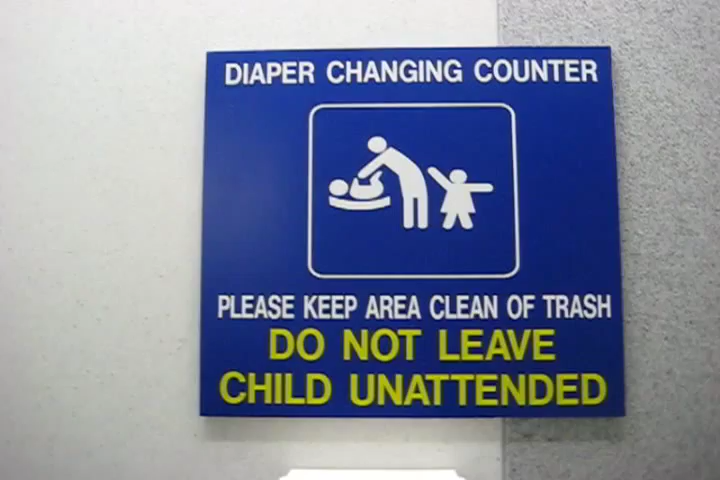 DIAPER CHANGING COUNTER
PLEASE KEEP AREA CLEAN OF TRASH
DO NOT LEAVE
CHILD UNATTENDED